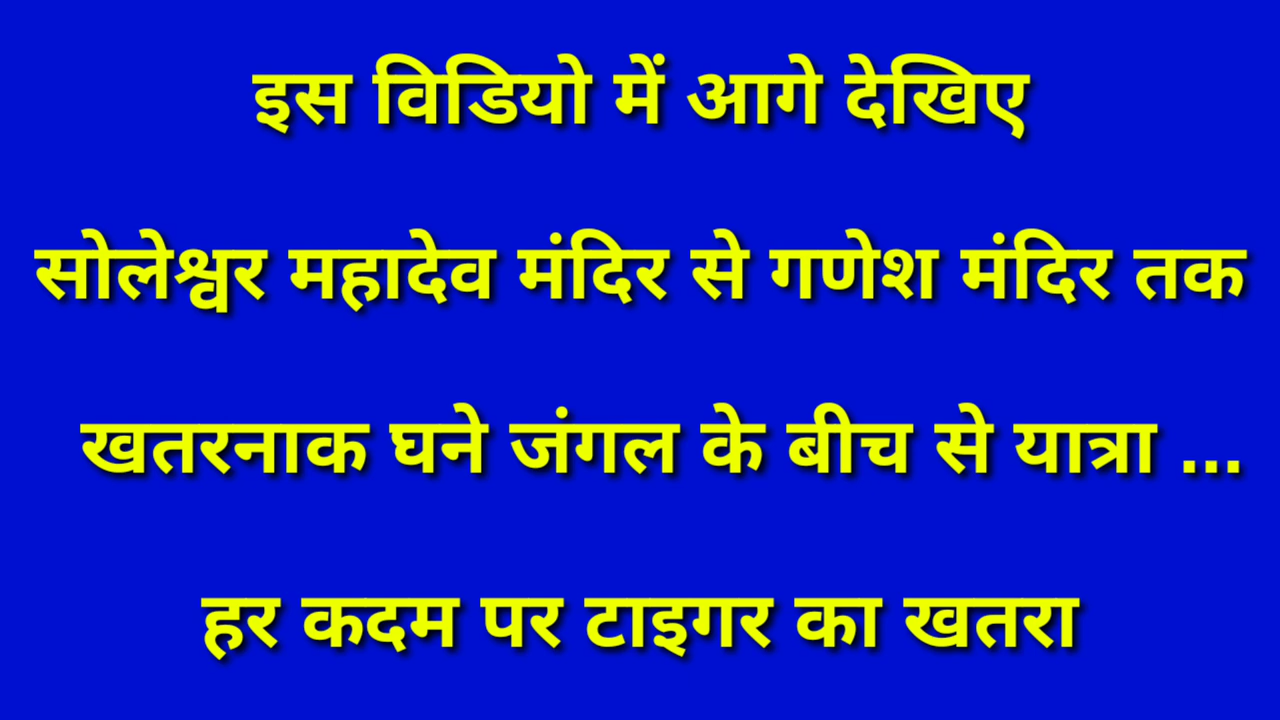 इस विडियो में आगे देखिए
सोलेश्वर महादेव मंदिर से गणेश मंदिर तक
खतरनाक घने जंगल के बीच से यात्रा ...
हर कदम पर टाइगर का खतरा